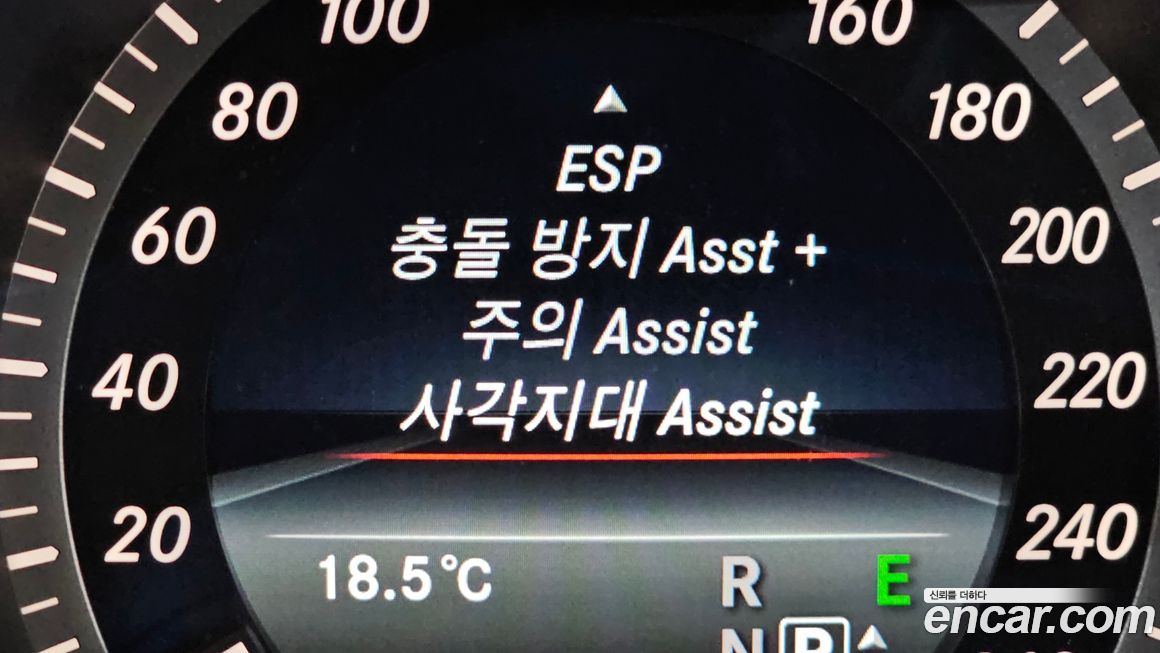 100 160
80 180
ESP
60 200
충돌 방지 Asst +
주의 Assist
40 220
사각지대 Assist
20 240
18.5 °C R E
N P
신뢰를 더하다
encar.com